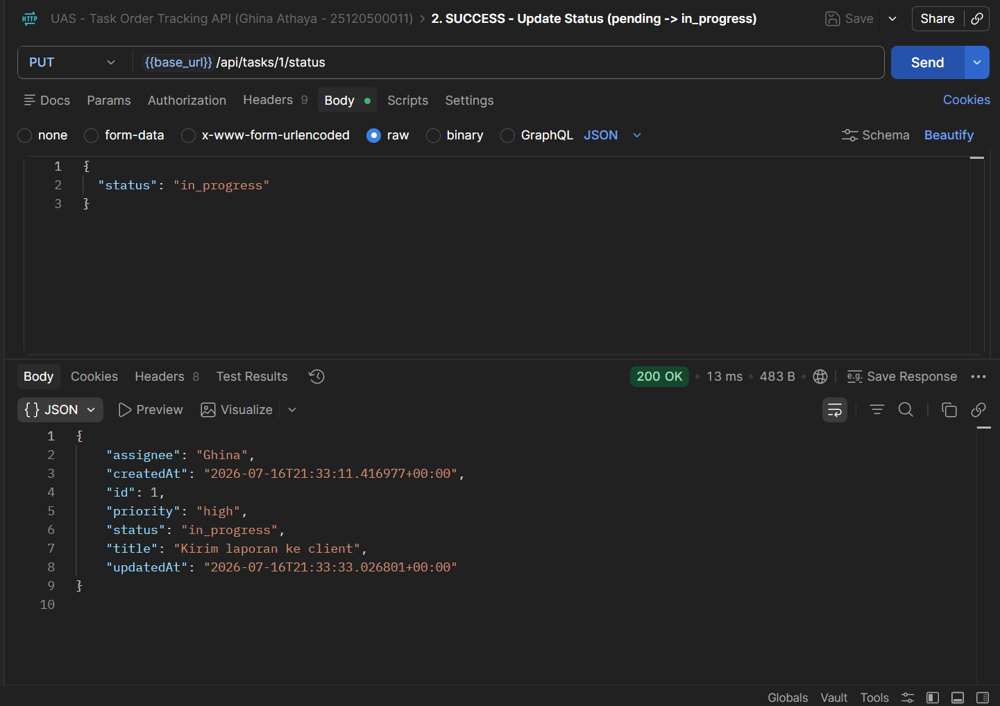 HTTP UAS - Task Order Tracking API (Ghina Athaya - 25120500011) > 2. SUCCESS - Update Status (pending -> in_progress) Save Share
PUT {{base_url}} /api/tasks/1/status Send
Docs Params Authorization Headers 9 Body Scripts Settings Cookies
none form-data x-www-form-urlencoded raw binary GraphQL JSON Schema Beautify
1 {
2 "status": "in_progress"
3 }
Body Cookies Headers 8 Test Results 200 OK • 13 ms • 483 B • e.g. Save Response
{} JSON Preview Visualize
1 {
2 "assignee": "Ghina",
3 "createdAt": "2026-07-16T21:33:11.416977+00:00",
4 "id": 1,
5 "priority": "high",
6 "status": "in_progress",
7 "title": "Kirim laporan ke client",
8 "updatedAt": "2026-07-16T21:33:33.026801+00:00"
9 }
10
Globals Vault Tools